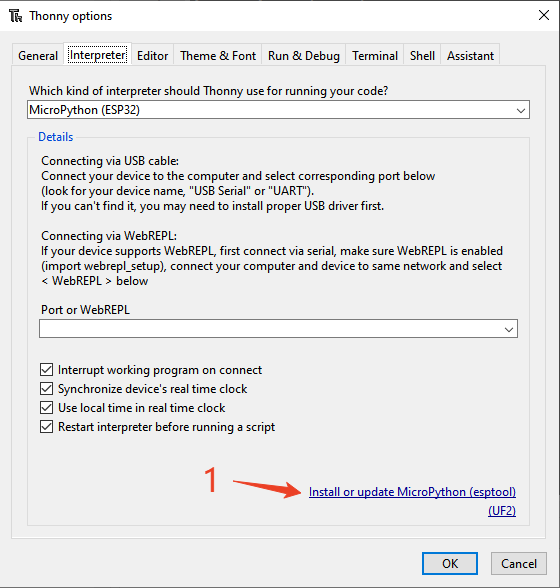 Thonny options
General Interpreter Editor Theme & Font Run & Debug Terminal Shell Assistant
Which kind of interpreter should Thonny use for running your code?
MicroPython (ESP32)
Details
Connecting via USB cable:
Connect your device to the computer and select corresponding port below
(look for your device name, "USB Serial" or "UART").
If you can't find it, you may need to install proper USB driver first.
Connecting via WebREPL:
If your device supports WebREPL, first connect via serial, make sure WebREPL is enabled
(import webrepl_setup), connect your computer and device to same network and select
< WebREPL > below
Port or WebREPL
Interrupt working program on connect
Synchronize device's real time clock
Use local time in real time clock
Restart interpreter before running a script
1
Install or update MicroPython (esptool)
(UF2)
OK Cancel